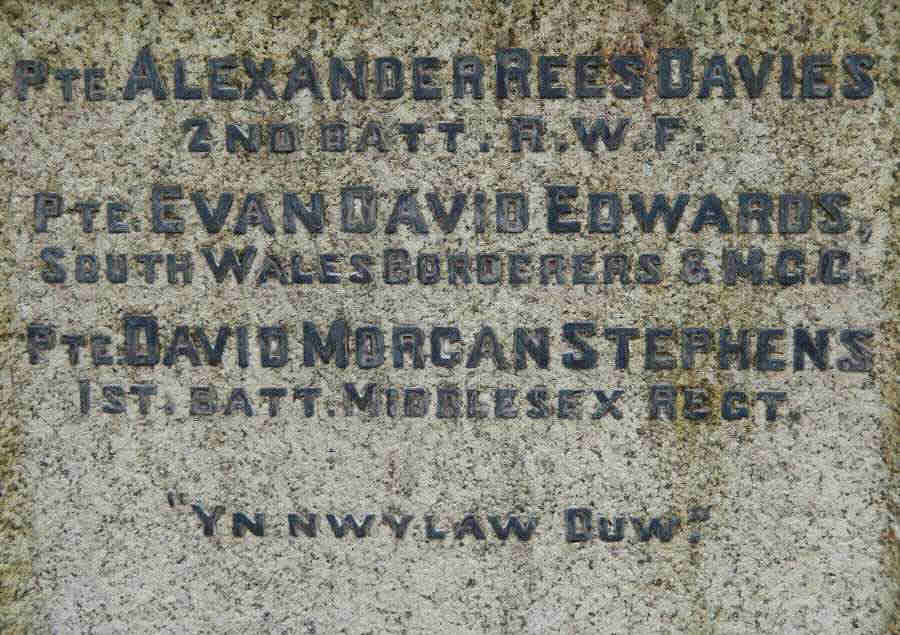 PTE. ALEXANDER REES DAVIES
2ND BATT. R.W.F.
PTE. EVAN DAVID EDWARDS,
SOUTH WALES BORDERERS & M.G.C.
PTE. DAVID MORGAN STEPHENS
1ST. BATT. MIDDLESEX REGT.
"YN NWYLAW DUW."